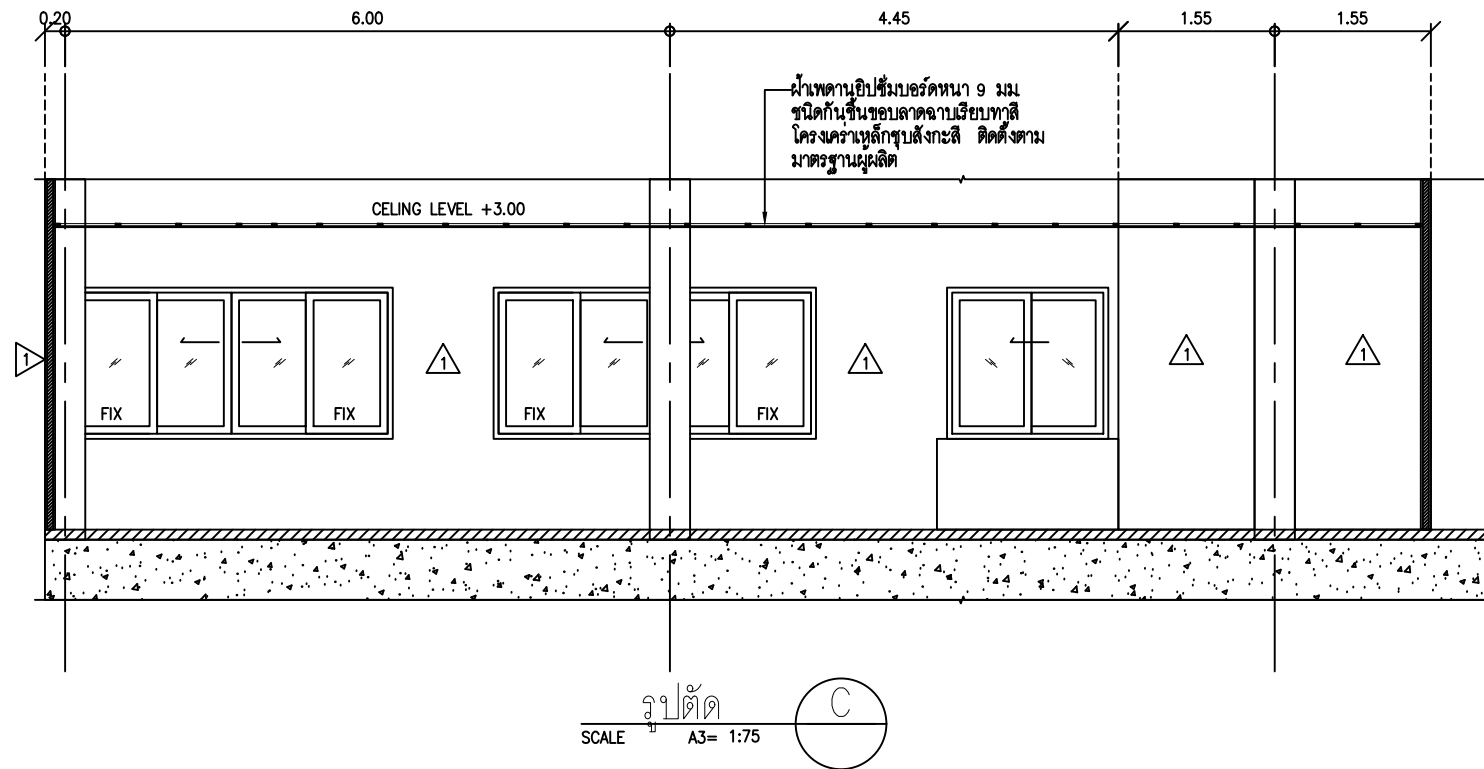 0.20 6.00 4.45 1.55 1.55
ฝ้าเพดานยิปซั่มบอร์ดหนา 9 มม.
ชนิดกันชื้นขอบลาดฉาบเรียบทาสี
โครงเคร่าเหล็กชุบสังกะสี ติดตั้งตาม
มาตรฐานผู้ผลิต
CELING LEVEL +3.00
1 1 1 1 1
FIX FIX FIX FIX
รูปตัด C
SCALE A3= 1:75